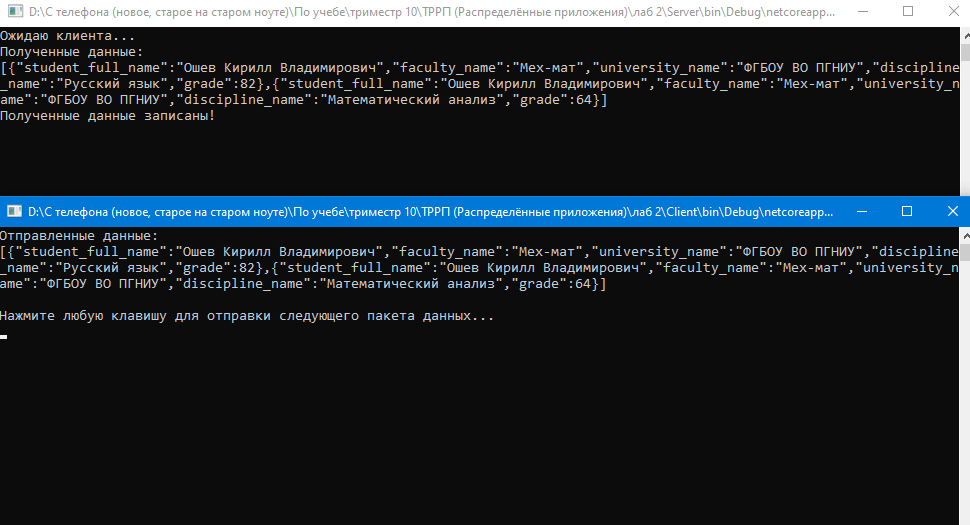 D:\С телефона (новое, старое на старом ноуте)\По учебе\триместр 10\ТРРП (Распределённые приложения)\лаб 2\Server\bin\Debug\netcoreapp...
Ожидаю клиента...
Полученные данные:
[{"student_full_name":"Ошев Кирилл Владимирович","faculty_name":"Мех-мат","university_name":"ФГБОУ ВО ПГНИУ","discipline
_name":"Русский язык","grade":82},{"student_full_name":"Ошев Кирилл Владимирович","faculty_name":"Мех-мат","university_n
ame":"ФГБОУ ВО ПГНИУ","discipline_name":"Математический анализ","grade":64}]
Полученные данные записаны!
D:\С телефона (новое, старое на старом ноуте)\По учебе\триместр 10\ТРРП (Распределённые приложения)\лаб 2\Client\bin\Debug\netcoreapp...
Отправленные данные:
[{"student_full_name":"Ошев Кирилл Владимирович","faculty_name":"Мех-мат","university_name":"ФГБОУ ВО ПГНИУ","discipline
_name":"Русский язык","grade":82},{"student_full_name":"Ошев Кирилл Владимирович","faculty_name":"Мех-мат","university_n
ame":"ФГБОУ ВО ПГНИУ","discipline_name":"Математический анализ","grade":64}]
Нажмите любую клавишу для отправки следующего пакета данных...